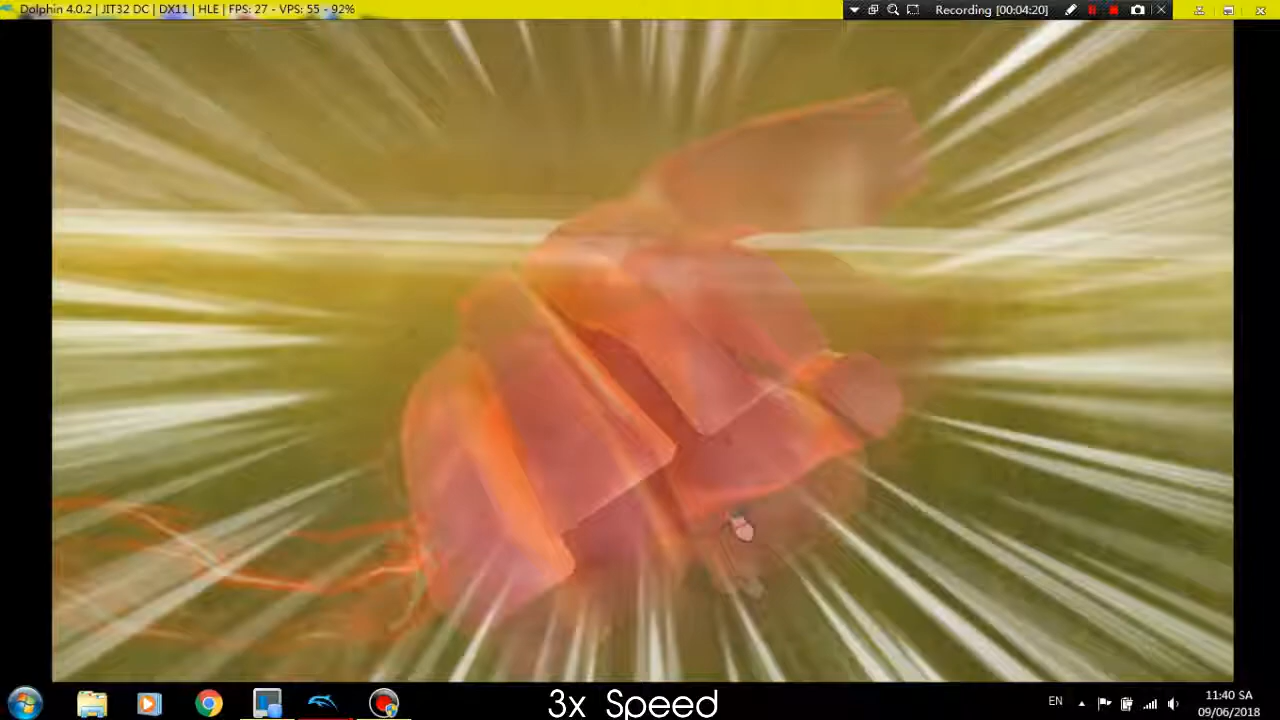 Dolphin 4.0.2 | JIT32 DC | DX11 | HLE | FPS: 27 - VPS: 55 - 92%
Recording [00:04:20]
3x Speed
EN
11:40 SA
09/06/2018